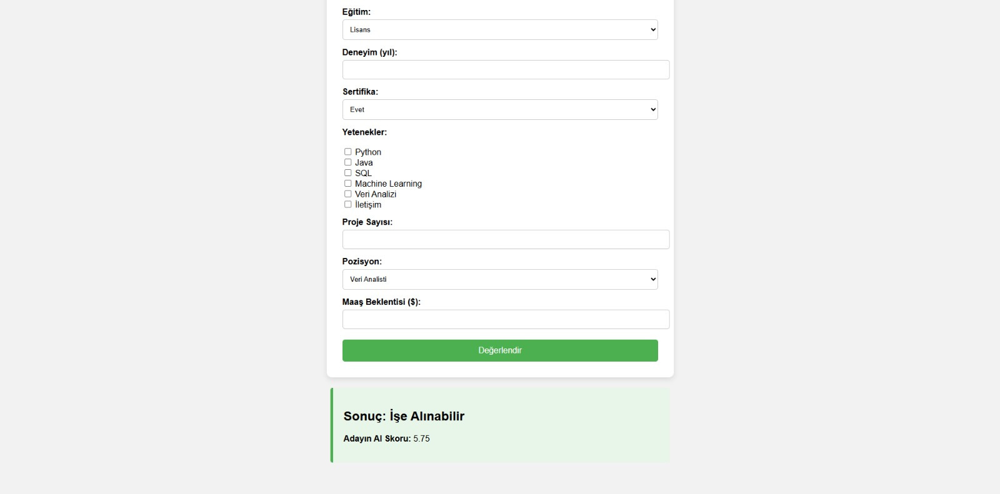 Eğitim:
Lisans
Deneyim (yıl):
Sertifika:
Evet
Yetenekler:
Python
Java
SQL
Machine Learning
Veri Analizi
İletişim
Proje Sayısı:
Pozisyon:
Veri Analisti
Maaş Beklentisi ($):
Değerlendir
Sonuç: İşe Alınabilir
Adayın AI Skoru: 5.75